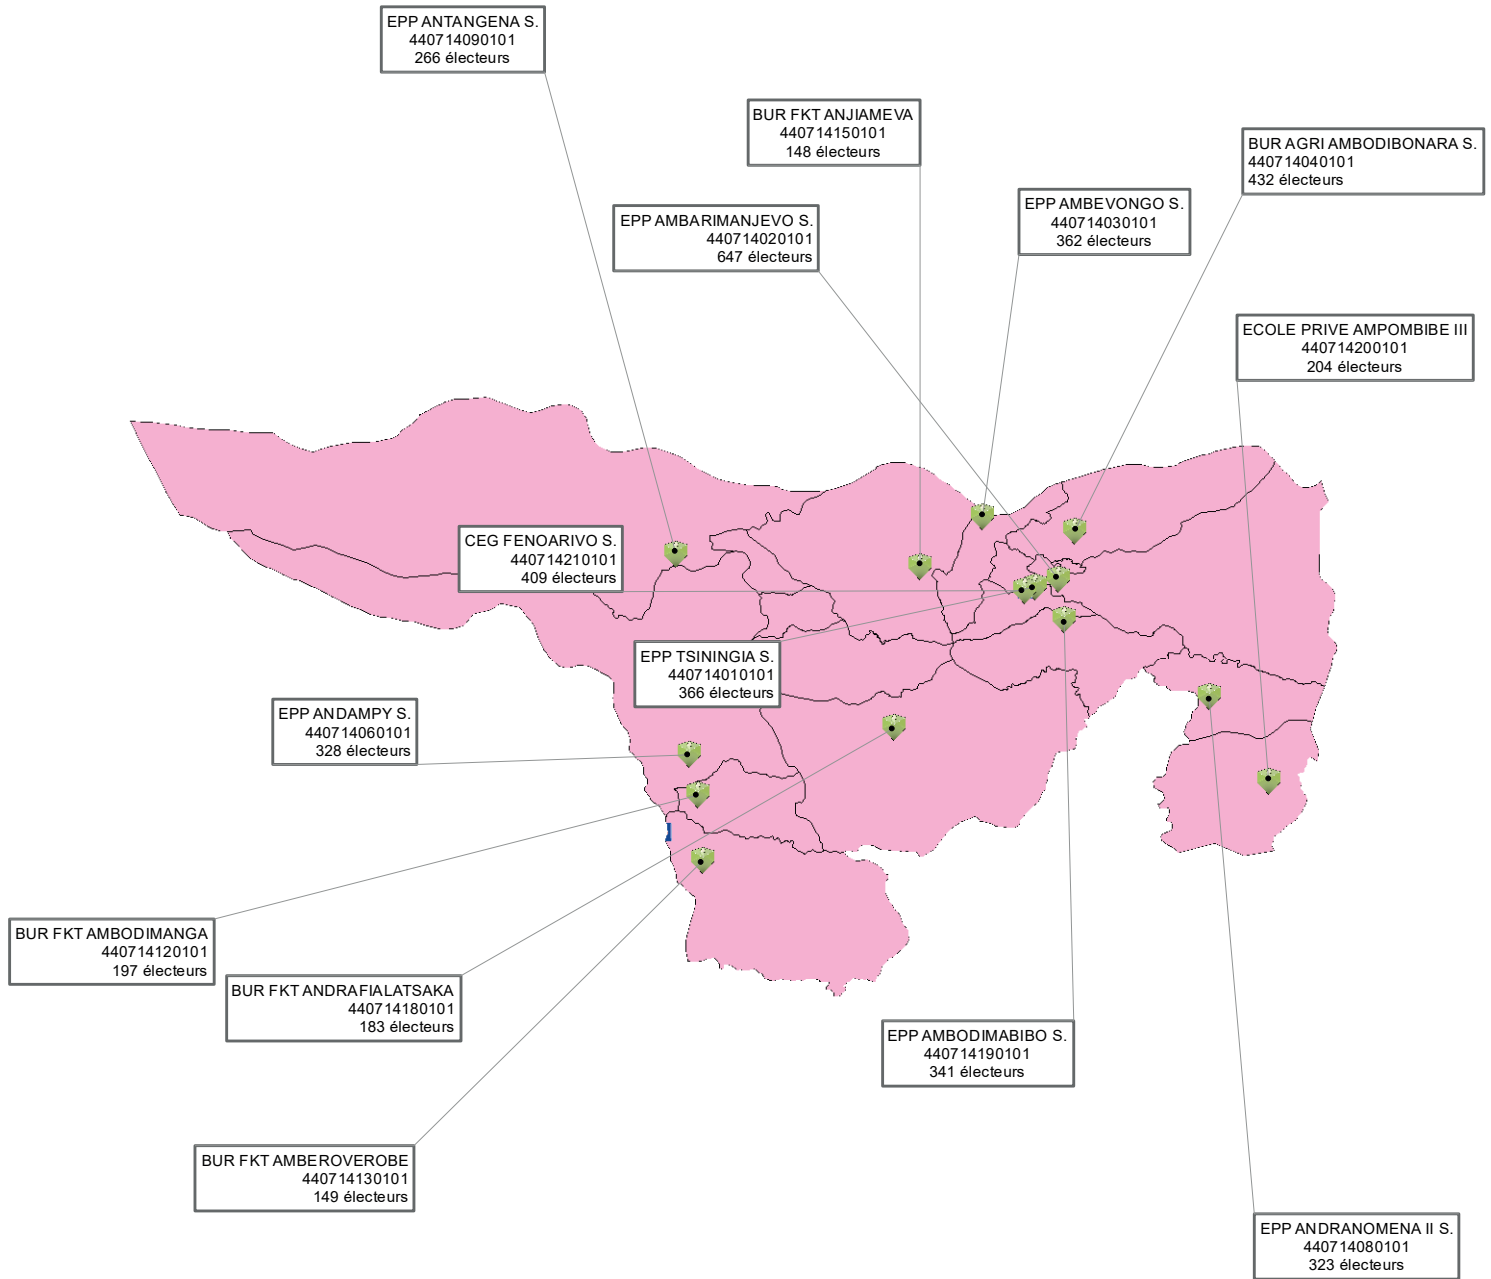 EPP ANTANGENA S.
440714090101
266 électeurs
BUR FKT ANJIAMEVA
440714150101
148 électeurs
BUR AGRI AMBODIBONARA S.
440714040101
432 électeurs
EPP AMBEVONGO S.
440714030101
362 électeurs
EPP AMBARIMANJEVO S.
440714020101
647 électeurs
ECOLE PRIVE AMPOMBIBE III
440714200101
204 électeurs
CEG FENOARIVO S.
440714210101
409 électeurs
EPP TSININGIA S.
440714010101
366 électeurs
EPP ANDAMPY S.
440714060101
328 électeurs
BUR FKT AMBODIMANGA
440714120101
197 électeurs
BUR FKT ANDRAFIALATSAKA
440714180101
183 électeurs
EPP AMBODIMABIBO S.
440714190101
341 électeurs
BUR FKT AMBEROVEROBE
440714130101
149 électeurs
EPP ANDRANOMENA II S.
440714080101
323 électeurs